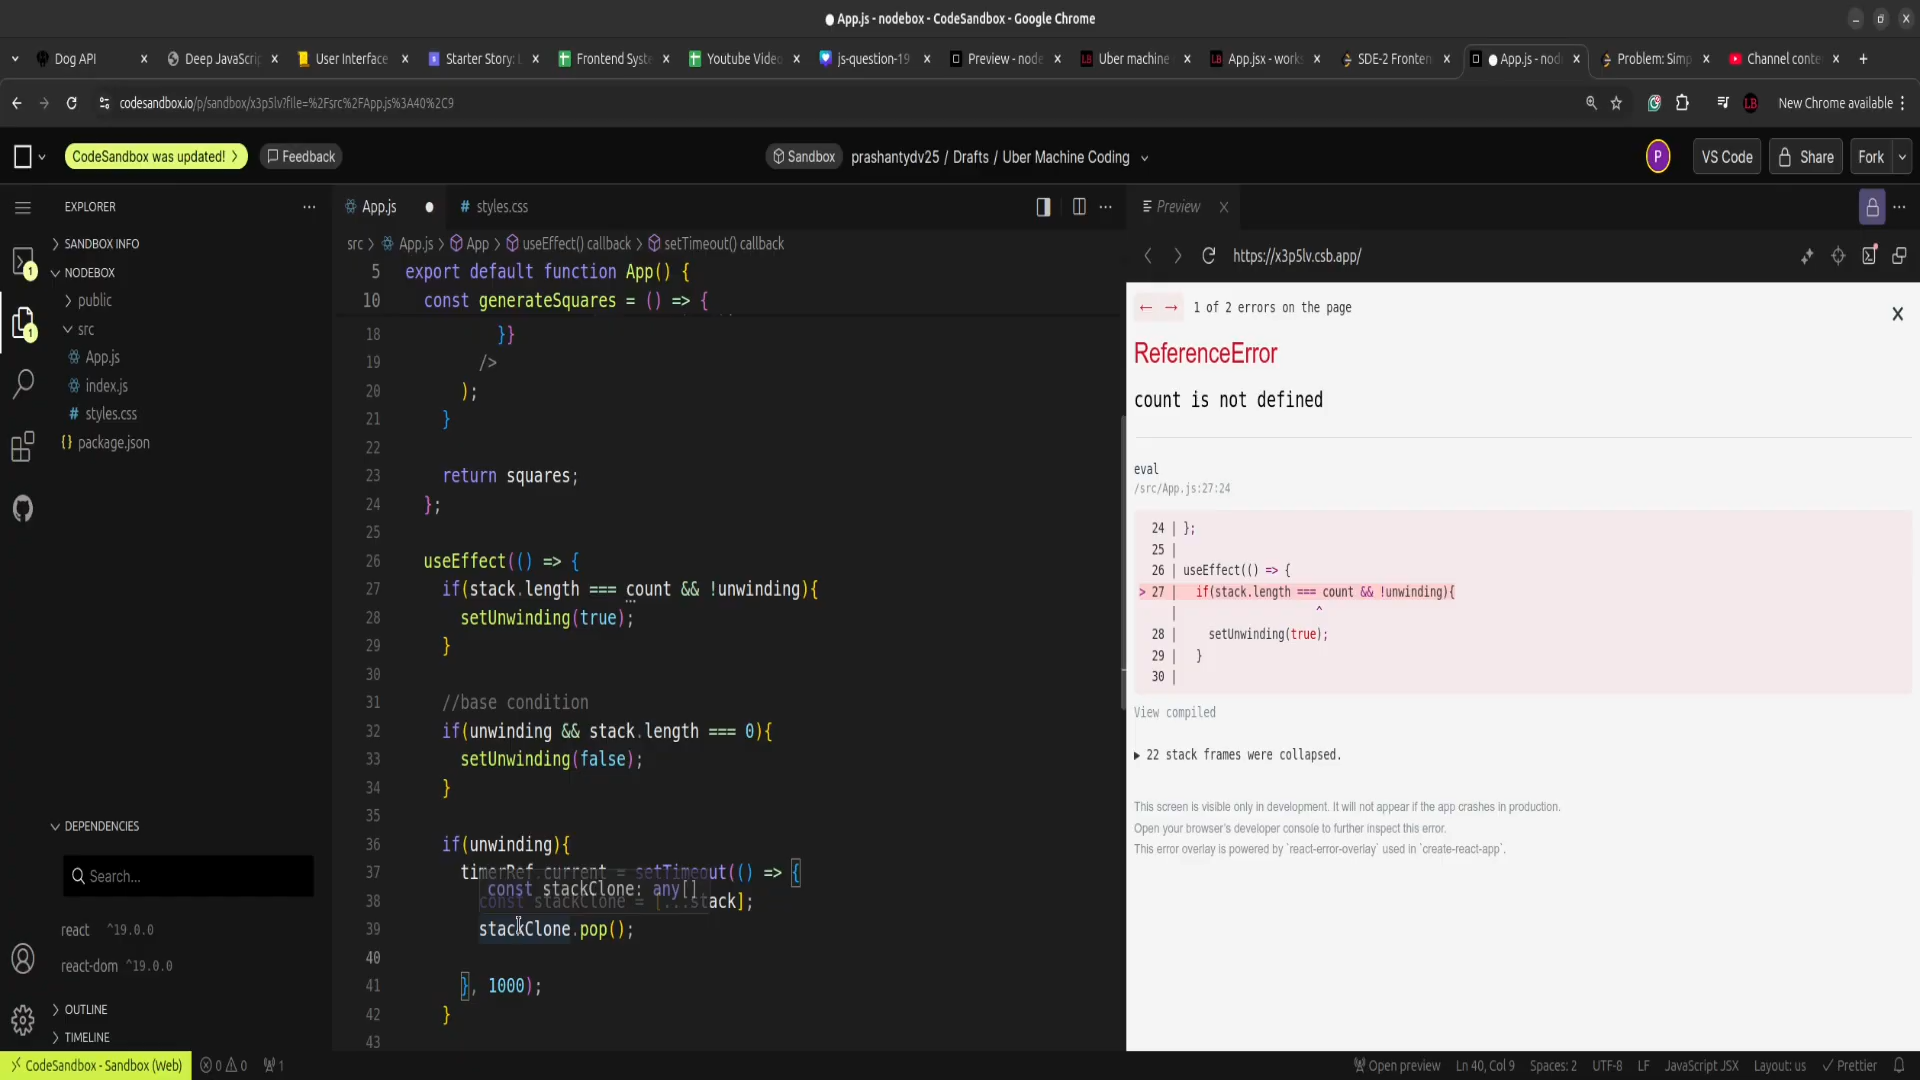 App.js - nodebox - CodeSandbox - Google Chrome
Dog API
Deep JavaScri
User Interface
Starter Story: L
Frontend Syst
Youtube Video
js-question-19
Preview - node
Uber machine
App.jsx - works
SDE-2 Fronten
App.js - nod
Problem: Simp
Channel conte
codesandbox.io/p/sandbox/x3p5lv?file=%2Fsrc%2FApp.js%3A40%2C9
LB
New Chrome available
CodeSandbox was updated!
Feedback
Sandbox
prashantydv25 / Drafts / Uber Machine Coding
P
VS Code
Share
Fork
EXPLORER
SANDBOX INFO
NODEBOX
public
src
App.js
index.js
styles.css
package.json
1
1
DEPENDENCIES
Search...
react ^19.0.0
react-dom ^19.0.0
OUTLINE
TIMELINE
App.js
# styles.css
src > App.js > App > useEffect() callback > setTimeout() callback
5 export default function App() {
10 const generateSquares = () => {
18 }}
19 />
20 );
21 }
22
23 return squares;
24 };
25
26 useEffect(() => {
27 if(stack.length === count && !unwinding){
28 setUnwinding(true);
29 }
30
31 //base condition
32 if(unwinding && stack.length === 0){
33 setUnwinding(false);
34 }
35
36 if(unwinding){
37 timerRef.current = setTimeout(() => {
const stackClone: any[]
38 const stackClone = [...stack];
39 stackClone.pop();
40
41 }, 1000);
42 }
43
Preview
https://x3p5lv.csb.app/
← → 1 of 2 errors on the page
ReferenceError
count is not defined
eval
/src/App.js:27:24
24 | };
25 |
26 | useEffect(() => {
> 27 | if(stack.length === count && !unwinding){
| ^
28 | setUnwinding(true);
29 | }
30 |
View compiled
▶ 22 stack frames were collapsed.
This screen is visible only in development. It will not appear if the app crashes in production.
Open your browser's developer console to further inspect this error.
This error overlay is powered by `react-error-overlay` used in `create-react-app`.
CodeSandbox - Sandbox (Web)
0 0
1
Open preview
Ln 40, Col 9
Spaces: 2
UTF-8
LF
JavaScript JSX
Layout: us
Prettier